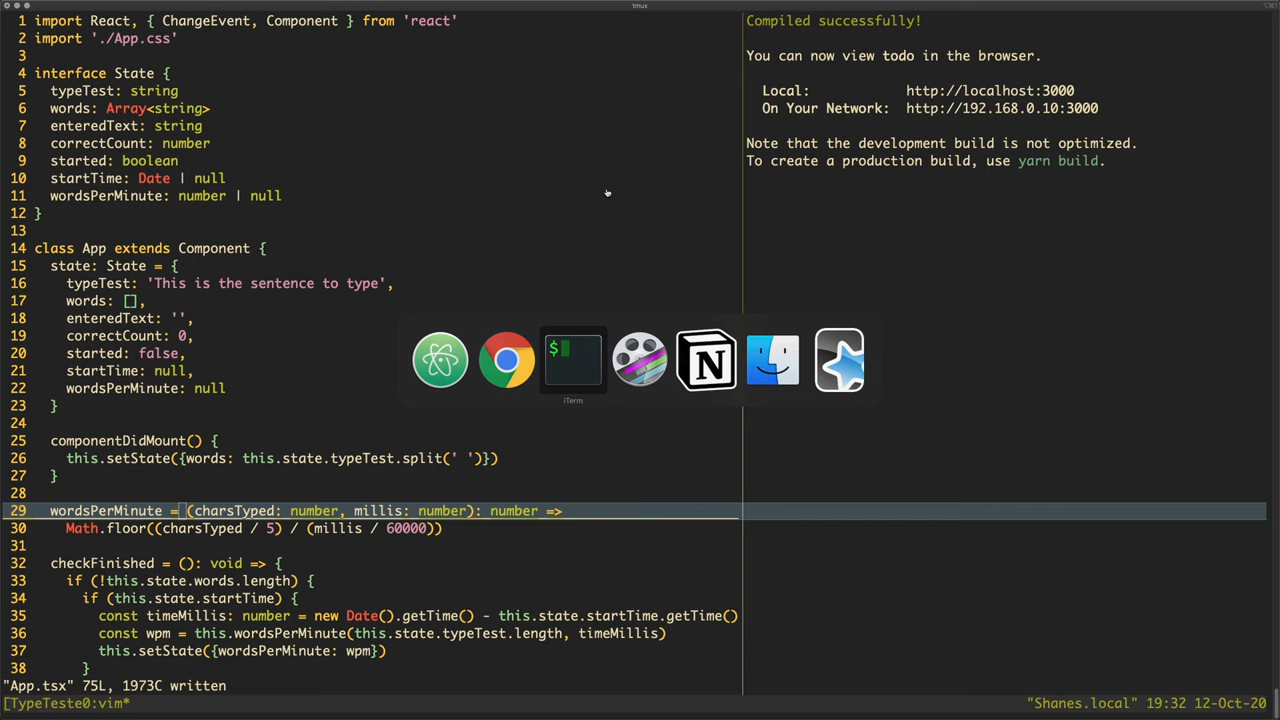 tmux
1 import React, { ChangeEvent, Component } from 'react'
2 import './App.css'
3
4 interface State {
5 typeTest: string
6 words: Array<string>
7 enteredText: string
8 correctCount: number
9 started: boolean
10 startTime: Date | null
11 wordsPerMinute: number | null
12 }
13
14 class App extends Component {
15 state: State = {
16 typeTest: 'This is the sentence to type',
17 words: [],
18 enteredText: '',
19 correctCount: 0,
20 started: false,
21 startTime: null,
22 wordsPerMinute: null
23 }
24
25 componentDidMount() {
26 this.setState({words: this.state.typeTest.split(' ')})
27 }
28
29 wordsPerMinute = (charsTyped: number, millis: number): number =>
30 Math.floor((charsTyped / 5) / (millis / 60000))
31
32 checkFinished = (): void => {
33 if (!this.state.words.length) {
34 if (this.state.startTime) {
35 const timeMillis: number = new Date().getTime() - this.state.startTime.getTime()
36 const wpm = this.wordsPerMinute(this.state.typeTest.length, timeMillis)
37 this.setState({wordsPerMinute: wpm})
38 }
"App.tsx" 75L, 1973C written
Compiled successfully!
You can now view todo in the browser.
Local: http://localhost:3000
On Your Network: http://192.168.0.10:3000
Note that the development build is not optimized.
To create a production build, use yarn build.
$
N
iTerm
[TypeTeste0:vim* "Shanes.local" 19:32 12-Oct-20